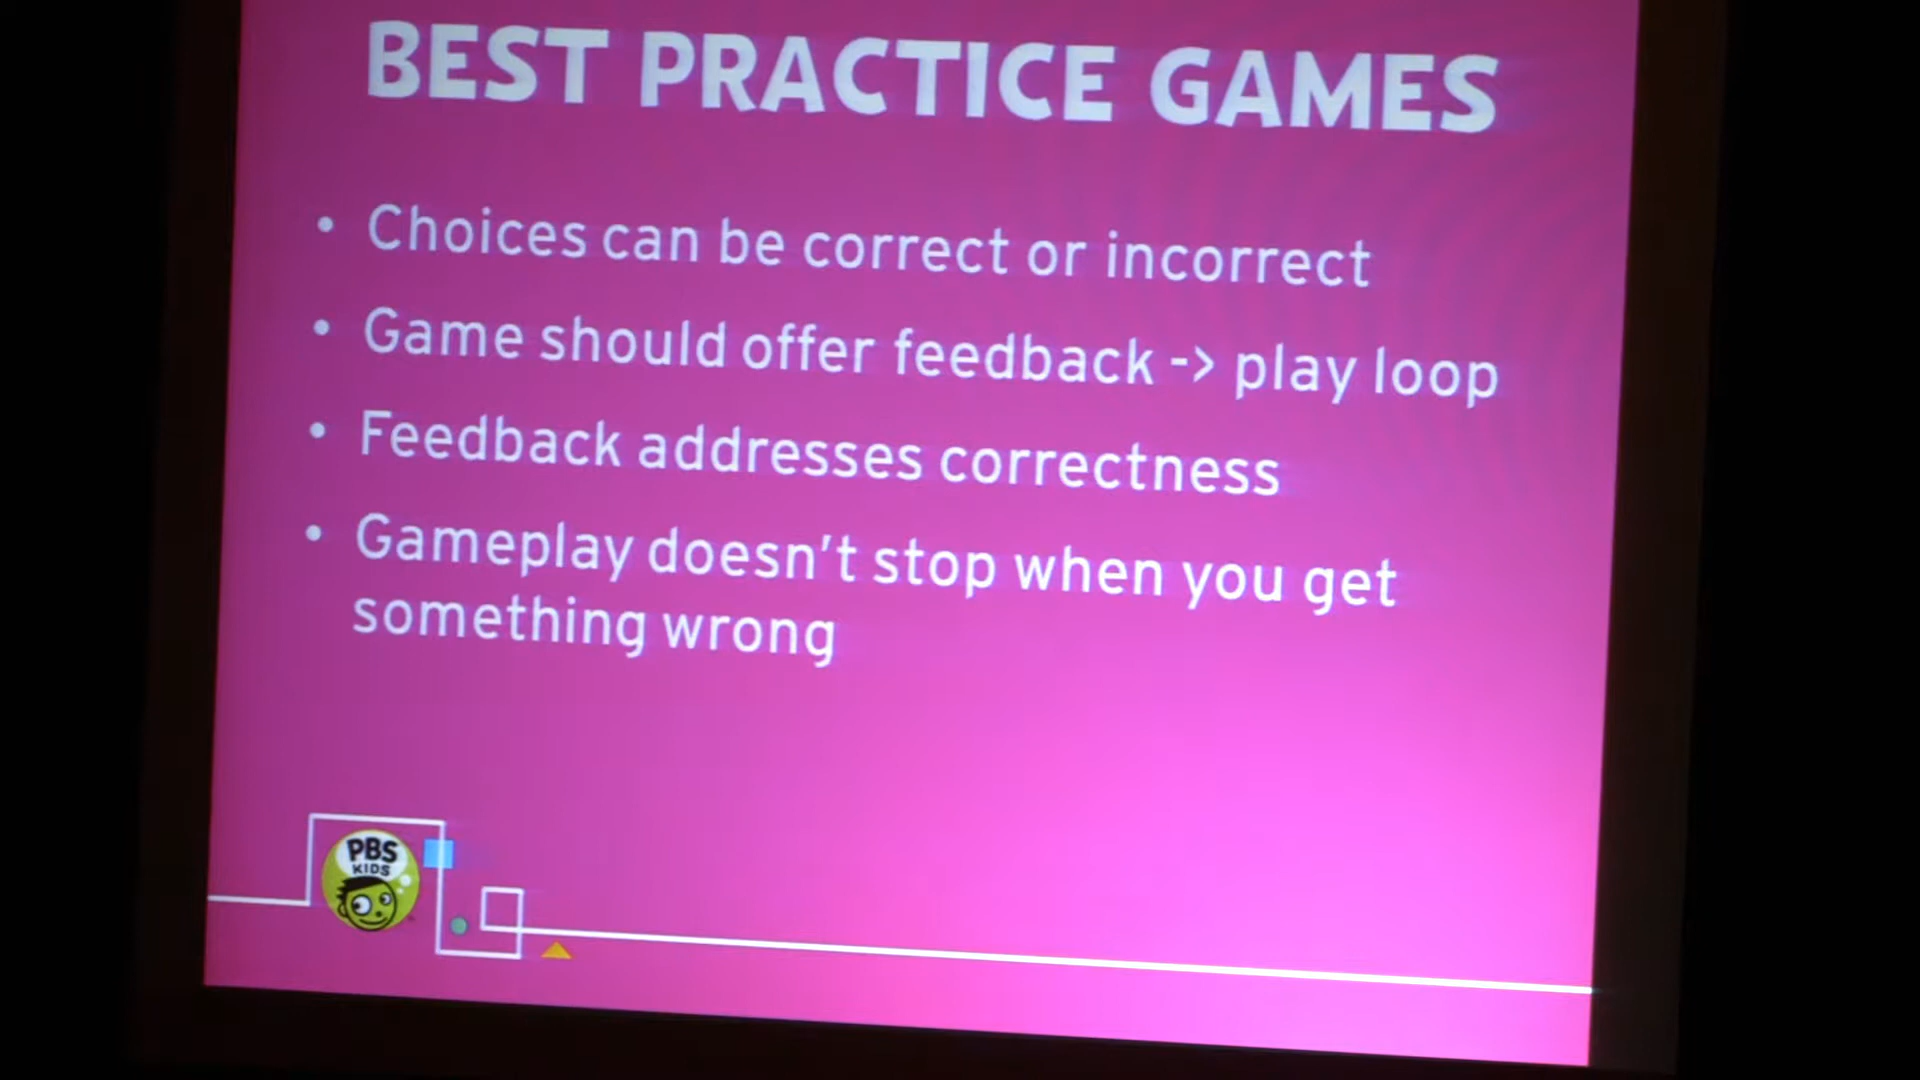 BEST PRACTICE GAMES
• Choices can be correct or incorrect
• Game should offer feedback -> play loop
• Feedback addresses correctness
• Gameplay doesn't stop when you get
something wrong
PBS
KIDS